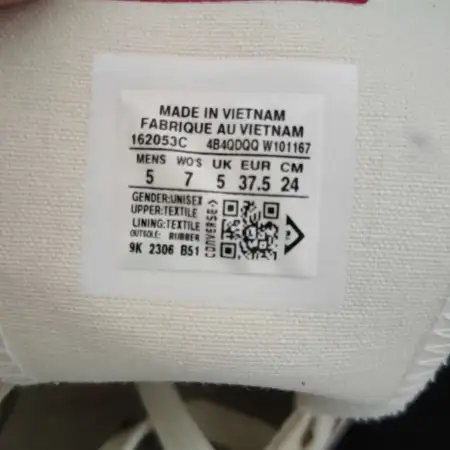 MADE IN VIETNAM
FABRIQUE AU VIETNAM
162053C 4B4QDQQ W101167
MENS WO'S UK EUR CM
5 7 5 37.5 24
GENDER:UNISEX
UPPER:TEXTILE
LINING:TEXTILE
OUTSOLE: RUBBER
9K 2306 B51
CONVERSE